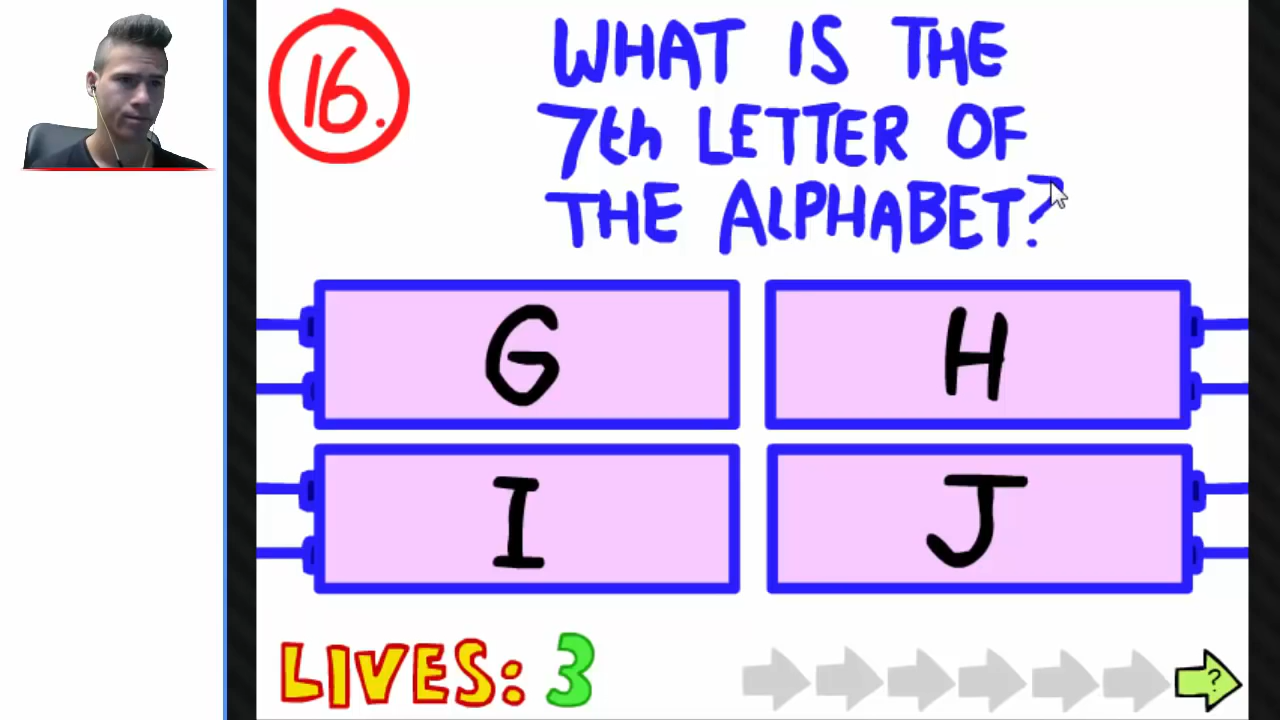 16.
WHAT IS THE
7th LETTER OF
THE ALPHABET?
G
H
I
J
LIVES: 3
?